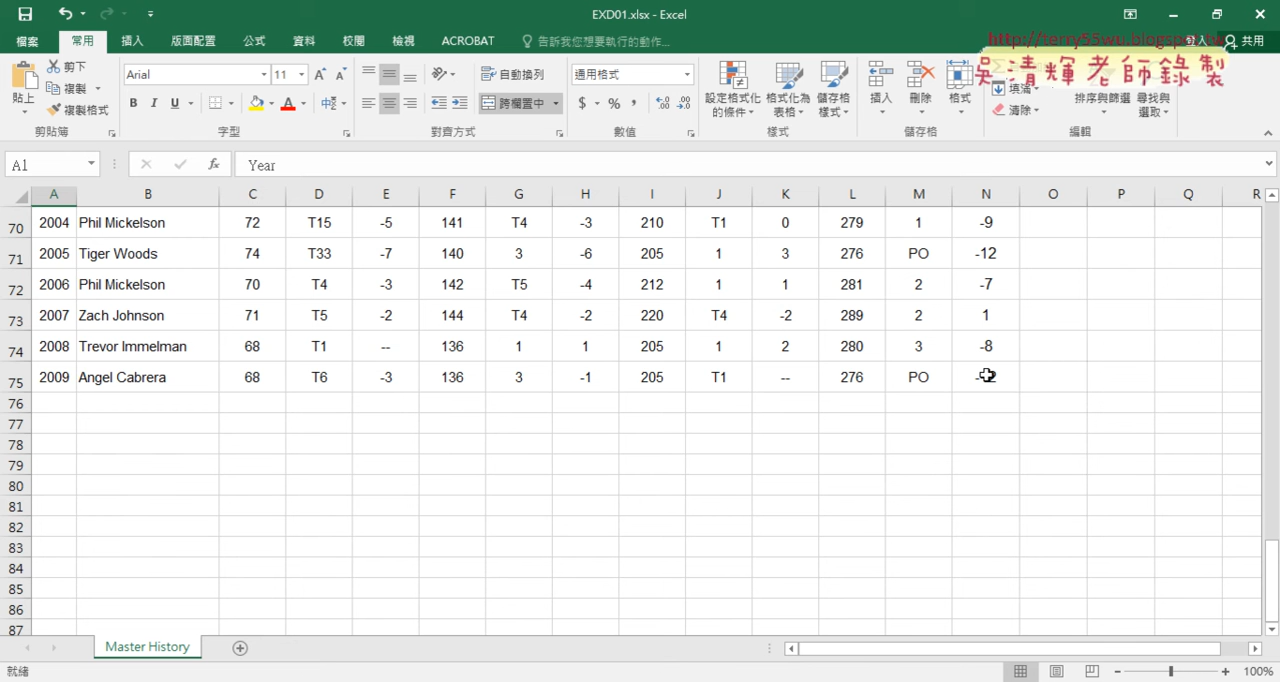 EXD01.xlsx - Excel
http://terry55wu.blogspot.tw
檔案 常用 插入 版面配置 公式 資料 校閱 檢視 ACROBAT 告訴我您想要執行的動作... 登入 共用
吳清輝老師錄製
貼上 剪下 複製 複製格式 剪貼簿
Arial 11 字型
自動換列 跨欄置中 對齊方式
通用格式 $ % , 數值
設定格式化的條件 格式化為表格 儲存格樣式 樣式
插入 刪除 格式 儲存格
填滿 清除 排序與篩選 尋找與選取 編輯
A1 fx Year
A B C D E F G H I J K L M N O P Q R
70 2004 Phil Mickelson 72 T15 -5 141 T4 -3 210 T1 0 279 1 -9
71 2005 Tiger Woods 74 T33 -7 140 3 -6 205 1 3 276 PO -12
72 2006 Phil Mickelson 70 T4 -3 142 T5 -4 212 1 1 281 2 -7
73 2007 Zach Johnson 71 T5 -2 144 T4 -2 220 T4 -2 289 2 1
74 2008 Trevor Immelman 68 T1 -- 136 1 1 205 1 2 280 3 -8
75 2009 Angel Cabrera 68 T6 -3 136 3 -1 205 T1 -- 276 PO
76
77
78
79
80
81
82
83
84
85
86
87
Master History
就緒 100%